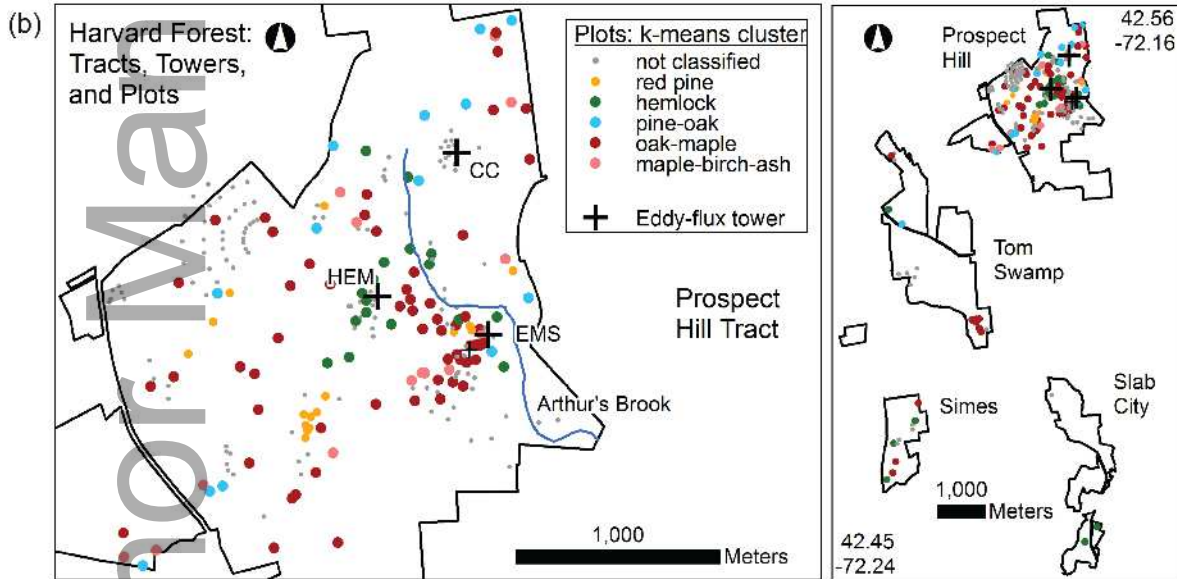 (b)
Harvard Forest:
Tracts, Towers,
and Plots
Plots: k-means cluster
not classified
red pine
hemlock
pine-oak
oak-maple
maple-birch-ash
Eddy-flux tower
CC
HEM
EMS
Prospect
Hill Tract
Arthur's Brook
1,000
Meters
42.56
-72.16
Prospect
Hill
Tom
Swamp
Simes
Slab
City
1,000
Meters
42.45
-72.24
nor Man